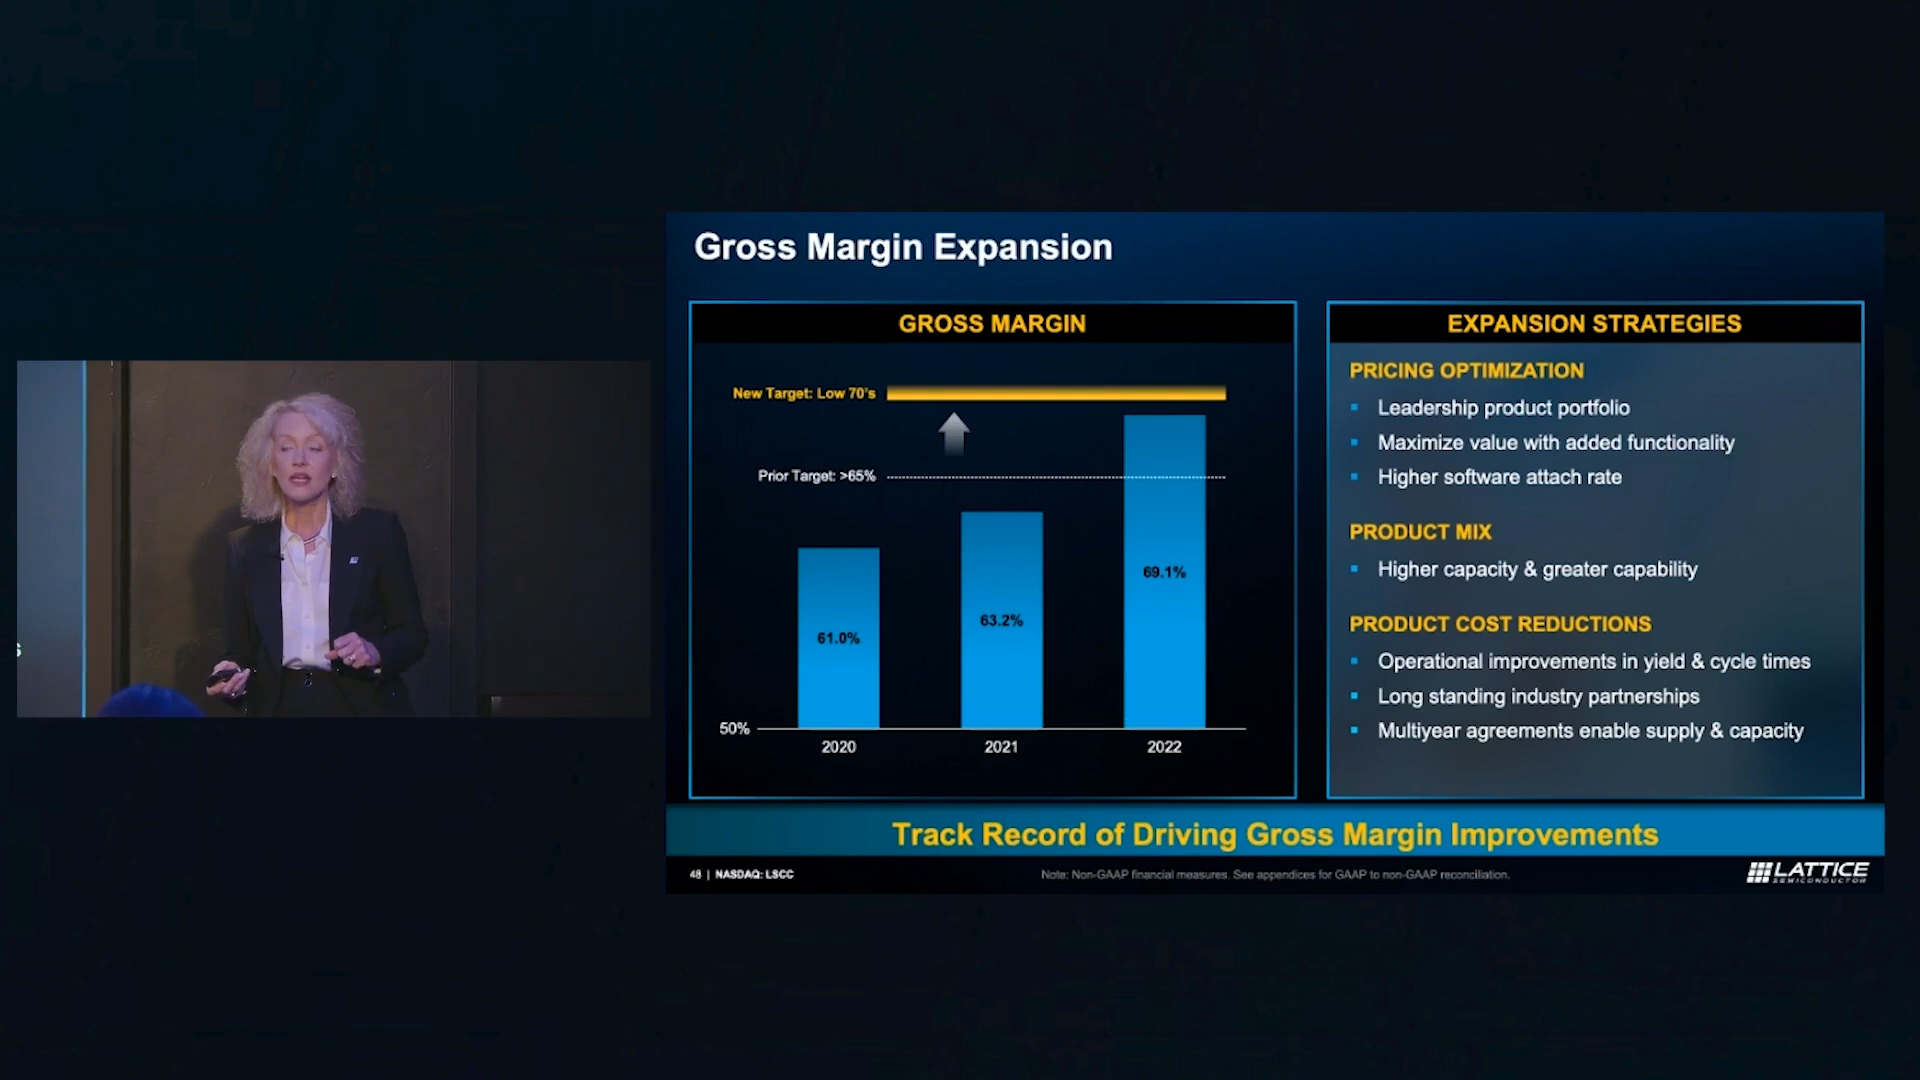 Gross Margin Expansion
GROSS MARGIN
New Target: Low 70's
Prior Target: >65%
61.0%
63.2%
69.1%
50%
2020
2021
2022
EXPANSION STRATEGIES
PRICING OPTIMIZATION
▪ Leadership product portfolio
▪ Maximize value with added functionality
▪ Higher software attach rate
PRODUCT MIX
▪ Higher capacity & greater capability
PRODUCT COST REDUCTIONS
▪ Operational improvements in yield & cycle times
▪ Long standing industry partnerships
▪ Multiyear agreements enable supply & capacity
Track Record of Driving Gross Margin Improvements
48 | NASDAQ: LSCC
Note: Non-GAAP financial measures. See appendices for GAAP to non-GAAP reconciliation.
LATTICE
SEMICONDUCTOR
s